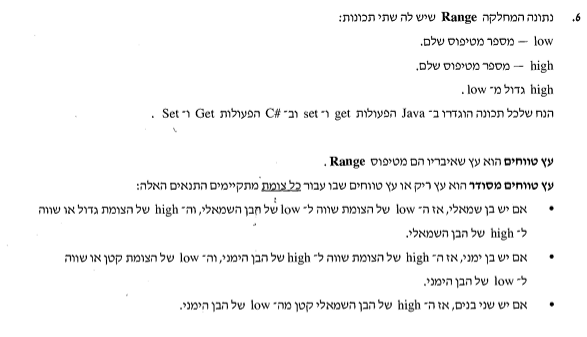 6. נתונה המחלקה Range שיש לה שתי תכונות:
low – מספר מטיפוס שלם.
high – מספר מטיפוס שלם.
high גדול מ־ low .
הנח שלכל תכונה הוגדרו ב־ Java הפעולות get ו־ set וב־ C# הפעולות Get ו־ Set .
עץ טווחים הוא עץ שאיבריו הם מטיפוס Range .
עץ טווחים מסודר הוא עץ ריק או עץ טווחים שבו עבור כל צומת מתקיימים התנאים האלה:
• אם יש בן שמאלי, אז ה־ low של הצומת שווה ל־ low של הבן השמאלי, וה־ high של הצומת גדול או שווה
ל־ high של הבן השמאלי.
• אם יש בן ימני, אז ה־ high של הצומת שווה ל־ high של הבן הימני, וה־ low של הצומת קטן או שווה
ל־ low של הבן הימני.
• אם יש שני בנים, אז ה־ high של הבן השמאלי קטן מה־ low של הבן הימני.